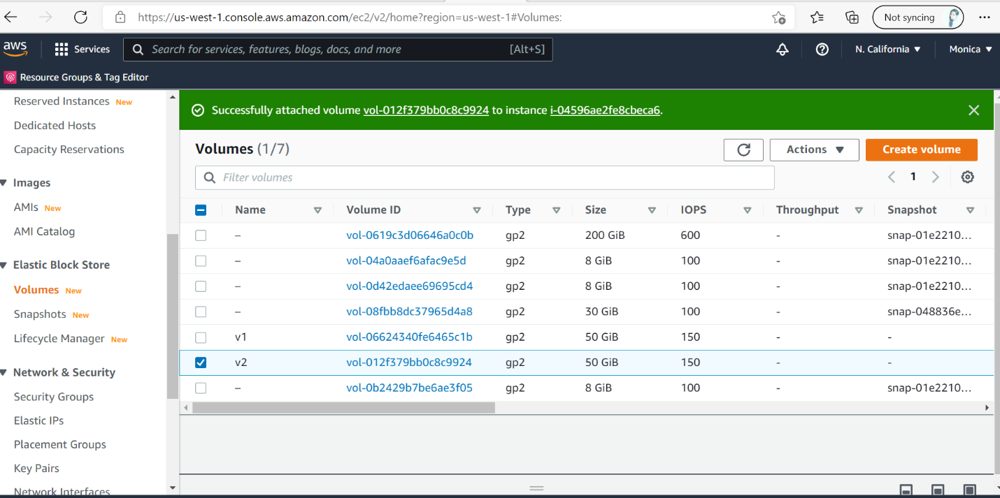 https://us-west-1.console.aws.amazon.com/ec2/v2/home?region=us-west-1#Volumes:
Not syncing
aws
Services
Search for services, features, blogs, docs, and more
[Alt+S]
N. California
Monica
Resource Groups & Tag Editor
Reserved Instances New
Dedicated Hosts
Capacity Reservations
Images
AMIs New
AMI Catalog
Elastic Block Store
Volumes New
Snapshots New
Lifecycle Manager New
Network & Security
Security Groups
Elastic IPs
Placement Groups
Key Pairs
Network Interfaces
Successfully attached volume vol-012f379bb0c8c9924 to instance i-04596ae2fe8cbeca6.
Volumes (1/7)
Actions
Create volume
Filter volumes
1
Name Volume ID Type Size IOPS Throughput Snapshot
– vol-0619c3d06646a0c0b gp2 200 GiB 600 - snap-01e2210...
– vol-04a0aaef6afac9e5d gp2 8 GiB 100 - snap-01e2210...
– vol-0d42edaee69695cd4 gp2 8 GiB 100 - snap-01e2210...
– vol-08fbb8dc37965d4a8 gp2 30 GiB 100 - snap-048836e...
v1 vol-06624340fe6465c1b gp2 50 GiB 150 - -
v2 vol-012f379bb0c8c9924 gp2 50 GiB 150 - -
– vol-0b2429b7be6ae3f05 gp2 8 GiB 100 - snap-01e2210...